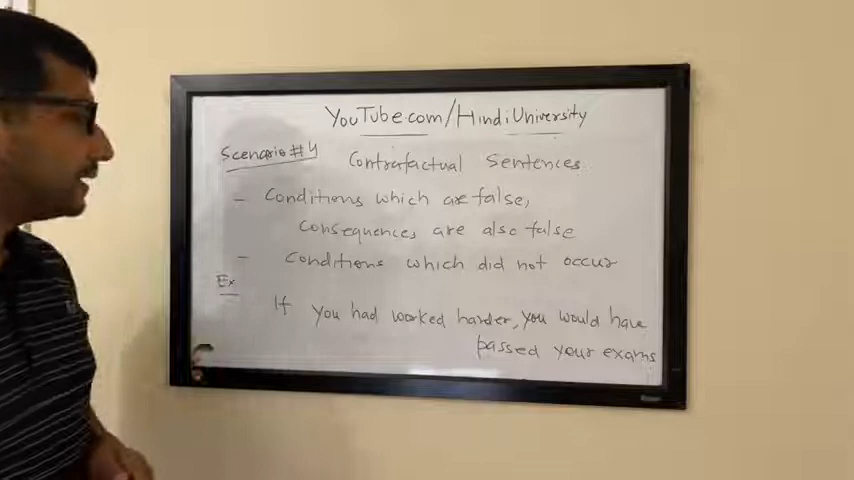 YouTube.com/HindiUniversity
Scenario #4 Contrafactual Sentences.
- Conditions which are false,
consequences are also false
- Conditions which did not occur
Ex
If you had worked harder, you would have
passed your exams